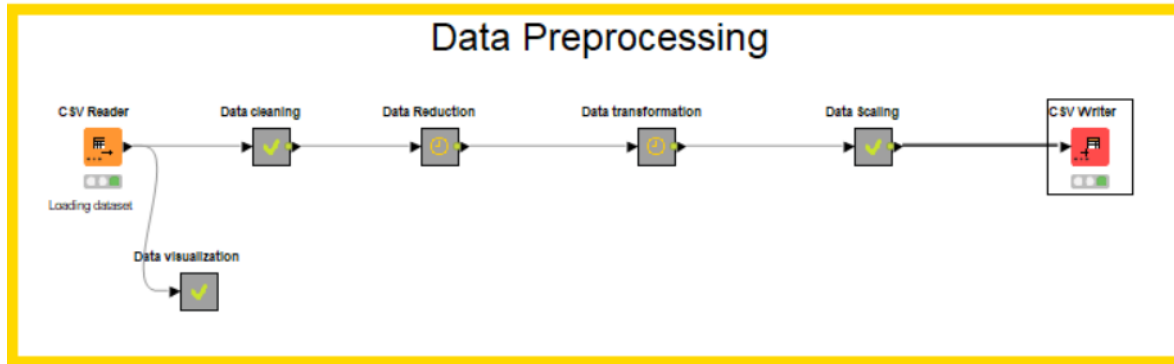 Data Preprocessing
CSV Reader
Data cleaning
Data Reduction
Data transformation
Data Scaling
CSV Writer
Loading dataset
Data visualization